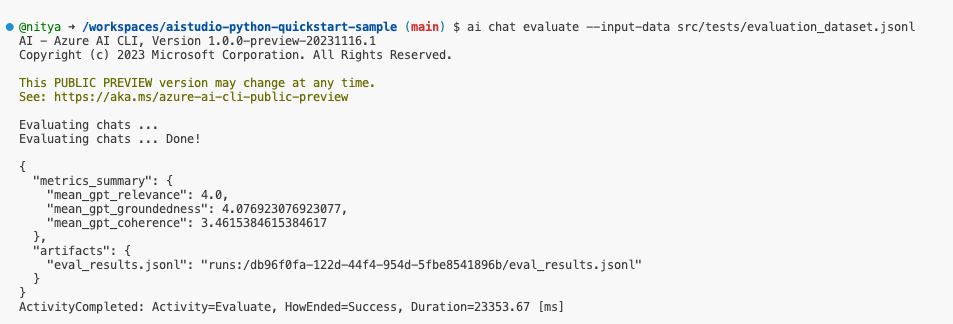 @nitya → /workspaces/aistudio-python-quickstart-sample (main) $ ai chat evaluate --input-data src/tests/evaluation_dataset.jsonl
AI - Azure AI CLI, Version 1.0.0-preview-20231116.1
Copyright (c) 2023 Microsoft Corporation. All Rights Reserved.
This PUBLIC PREVIEW version may change at any time.
See: https://aka.ms/azure-ai-cli-public-preview
Evaluating chats ...
Evaluating chats ... Done!
{
  "metrics_summary": {
    "mean_gpt_relevance": 4.0,
    "mean_gpt_groundedness": 4.076923076923077,
    "mean_gpt_coherence": 3.4615384615384617
  },
  "artifacts": {
    "eval_results.jsonl": "runs:/db96f0fa-122d-44f4-954d-5fbe8541896b/eval_results.jsonl"
  }
}
ActivityCompleted: Activity=Evaluate, HowEnded=Success, Duration=23353.67 [ms]